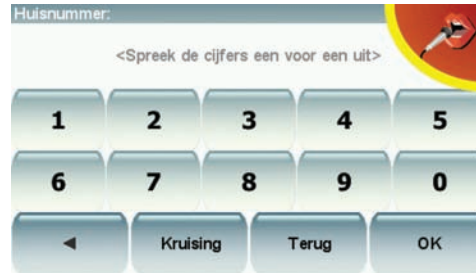 Huisnummer:
<Spreek de cijfers een voor een uit>
1 2 3 4 5
6 7 8 9 0
◄ Kruising Terug OK